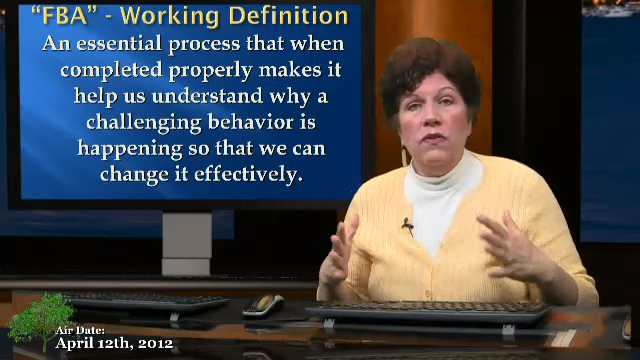 “FBA” - Working Definition
An essential process that when
completed properly makes it
help us understand why a
challenging behavior is
happening so that we can
change it effectively.
Air Date:
April 12th, 2012